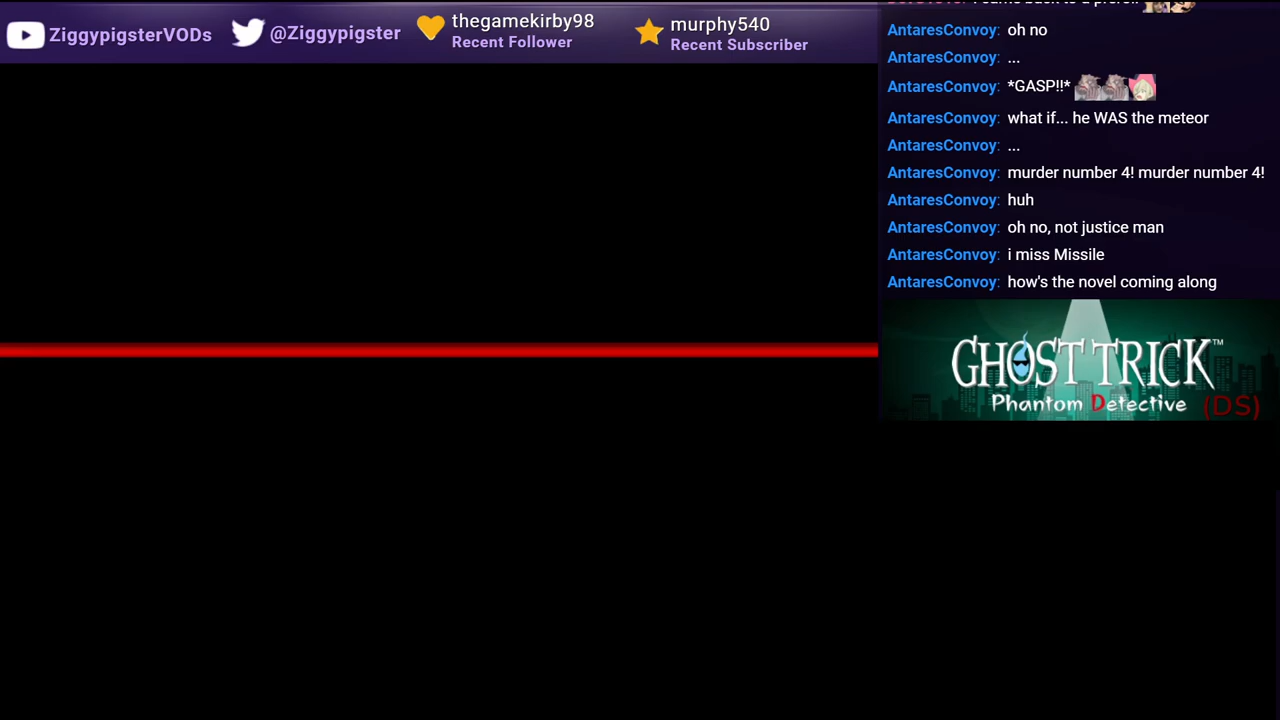 ZiggypigsterVODs
@Ziggypigster
thegamekirby98
Recent Follower
murphy540
Recent Subscriber
AntaresConvoy: oh no
AntaresConvoy: ...
AntaresConvoy: *GASP!!*
AntaresConvoy: what if... he WAS the meteor
AntaresConvoy: ...
AntaresConvoy: murder number 4! murder number 4!
AntaresConvoy: huh
AntaresConvoy: oh no, not justice man
AntaresConvoy: i miss Missile
AntaresConvoy: how's the novel coming along
GHOST TRICK™
Phantom Detective (DS)